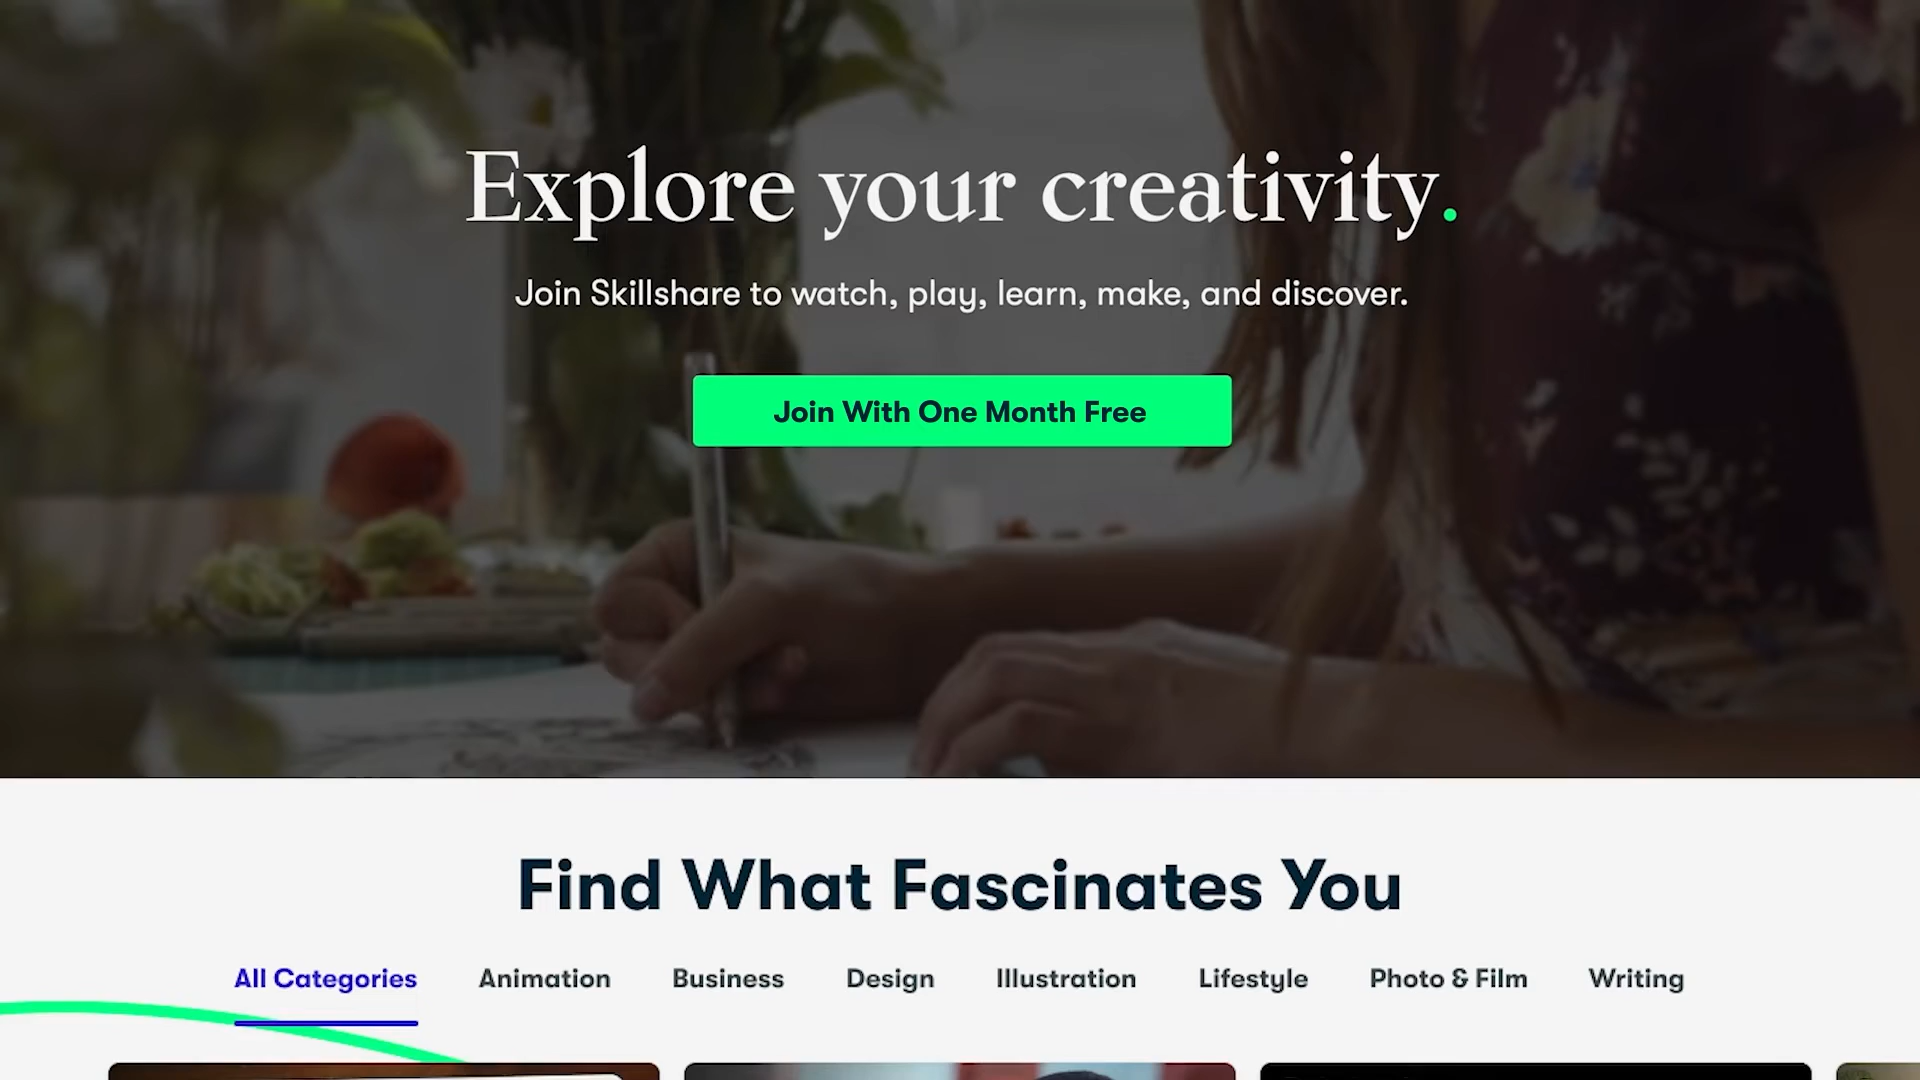 Explore your creativity.
Join Skillshare to watch, play, learn, make, and discover.
Join With One Month Free
Find What Fascinates You
All Categories Animation Business Design Illustration Lifestyle Photo & Film Writing